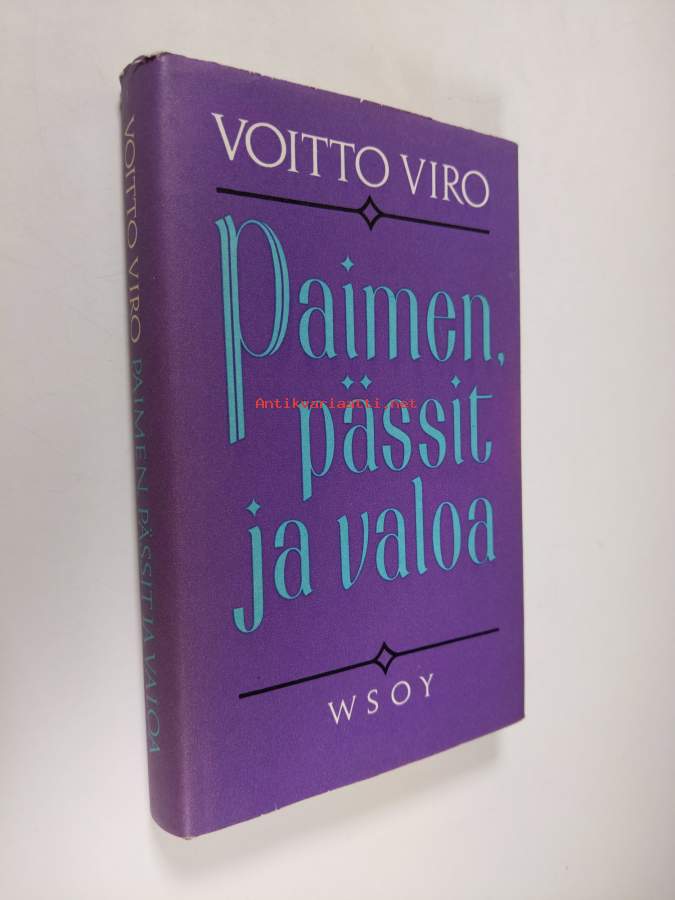 VOITTO VIRO
Paimen,
pässit
ja valoa
WSOY
VOITTO VIRO PAIMEN, PÄSSIT JA VALOA
Antikvariaatti.net